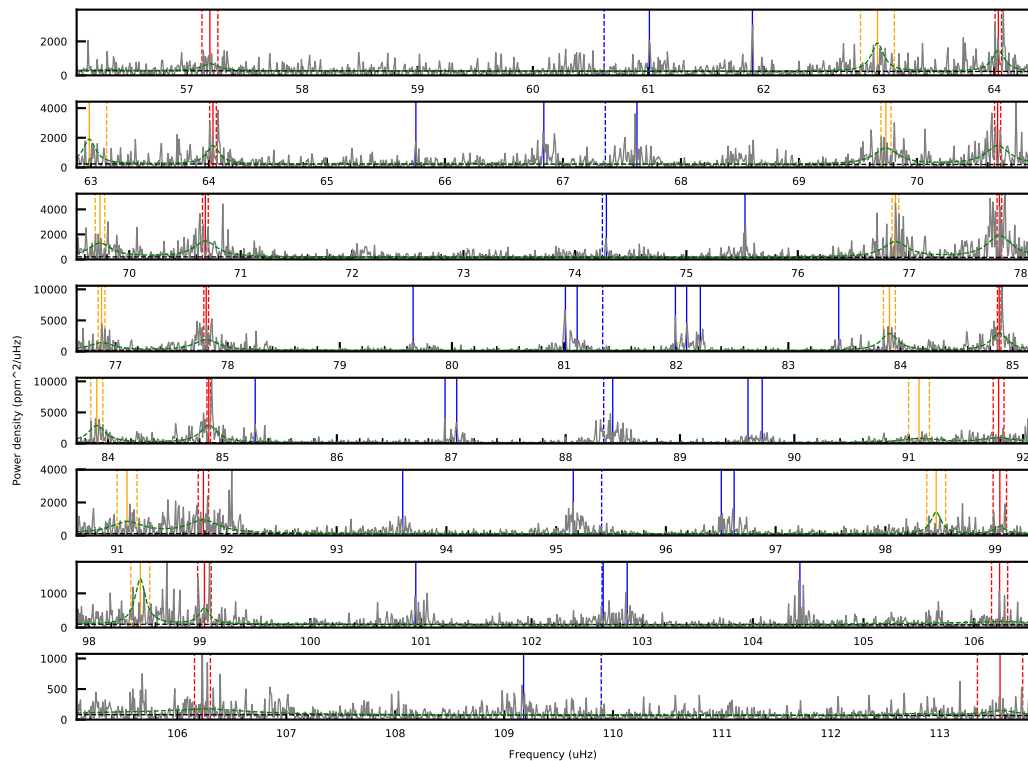 2000
0
57 58 59 60 61 62 63 64
4000
2000
0
63 64 65 66 67 68 69 70
4000
2000
0
70 71 72 73 74 75 76 77 78
10000
5000
0
77 78 79 80 81 82 83 84 85
10000
5000
0
84 85 86 87 88 89 90 91 92
4000
2000
0
91 92 93 94 95 96 97 98 99
1000
0
98 99 100 101 102 103 104 105 106
1000
500
0
106 107 108 109 110 111 112 113
Power density (ppm^2/uHz)
Frequency (uHz)